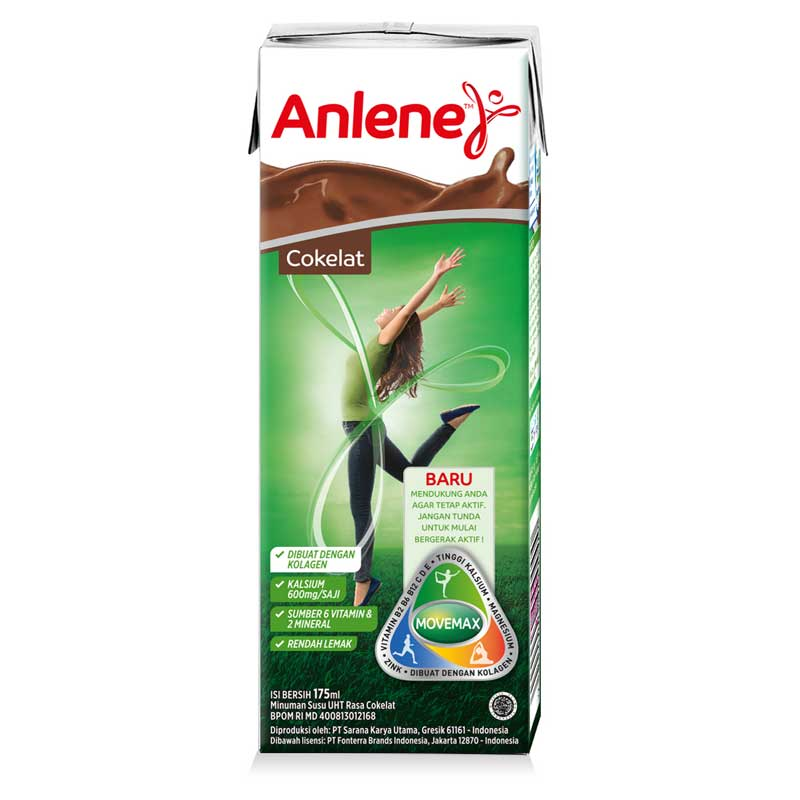 Anlene™
Cokelat
BARU
MENDUKUNG ANDA
AGAR TETAP AKTIF.
JANGAN TUNDA
UNTUK MULAI
BERGERAK AKTIF!
✓ DIBUAT DENGAN
KOLAGEN
✓ KALSIUM
600mg/SAJI
✓ SUMBER 6 VITAMIN &
2 MINERAL
✓ RENDAH LEMAK
VITAMIN B2 B6 B12 C D E • TINGGI KALSIUM • MAGNESIUM • DIBUAT DENGAN KOLAGEN • ZINK •
MOVEMAX
ISI BERSIH 175ml
Minuman Susu UHT Rasa Cokelat
BPOM RI MD 400813012168
Diproduksi oleh: PT Sarana Karya Utama, Gresik 61161 - Indonesia
Dibawah lisensi: PT Fonterra Brands Indonesia, Jakarta 12870 - Indonesia